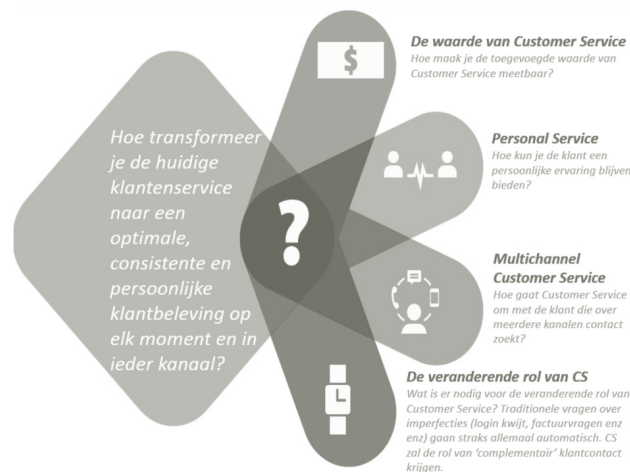 Hoe transformeer
je de huidige
klantenservice
naar een
optimale,
consistente en
persoonlijke
klantbeleving op
elk moment en in
ieder kanaal?
?
$
De waarde van Customer Service
Hoe maak je de toegevoegde waarde van
Customer Service meetbaar?
Personal Service
Hoe kun je de klant een
persoonlijke ervaring blijven
bieden?
Multichannel
Customer Service
Hoe gaat Customer Service
om met de klant die over
meerdere kanalen contact
zoekt?
De veranderende rol van CS
Wat is er nodig voor de veranderende rol van
Customer Service? Traditionele vragen over
imperfecties (login kwijt, factuurvragen enz
enz) gaan straks allemaal automatisch. CS
zal de rol van ‘complementair’ klantcontact
krijgen.